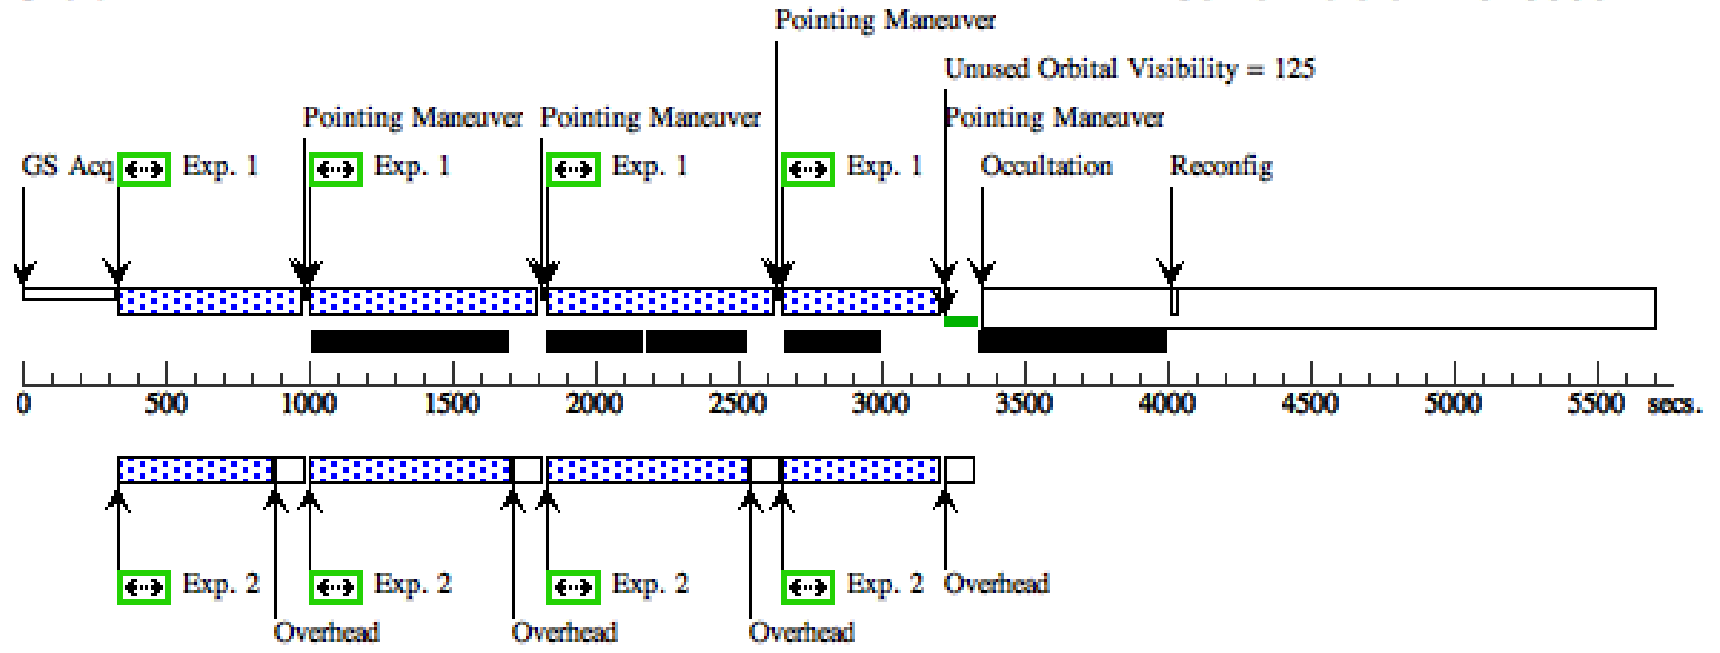 Pointing Maneuver
Unused Orbital Visibility = 125
Pointing Maneuver Pointing Maneuver Pointing Maneuver
GS Acq Exp. 1 Exp. 1 Exp. 1 Exp. 1 Occultation Reconfig
0 500 1000 1500 2000 2500 3000 3500 4000 4500 5000 5500 secs.
Exp. 2 Exp. 2 Exp. 2 Exp. 2 Overhead
Overhead Overhead Overhead